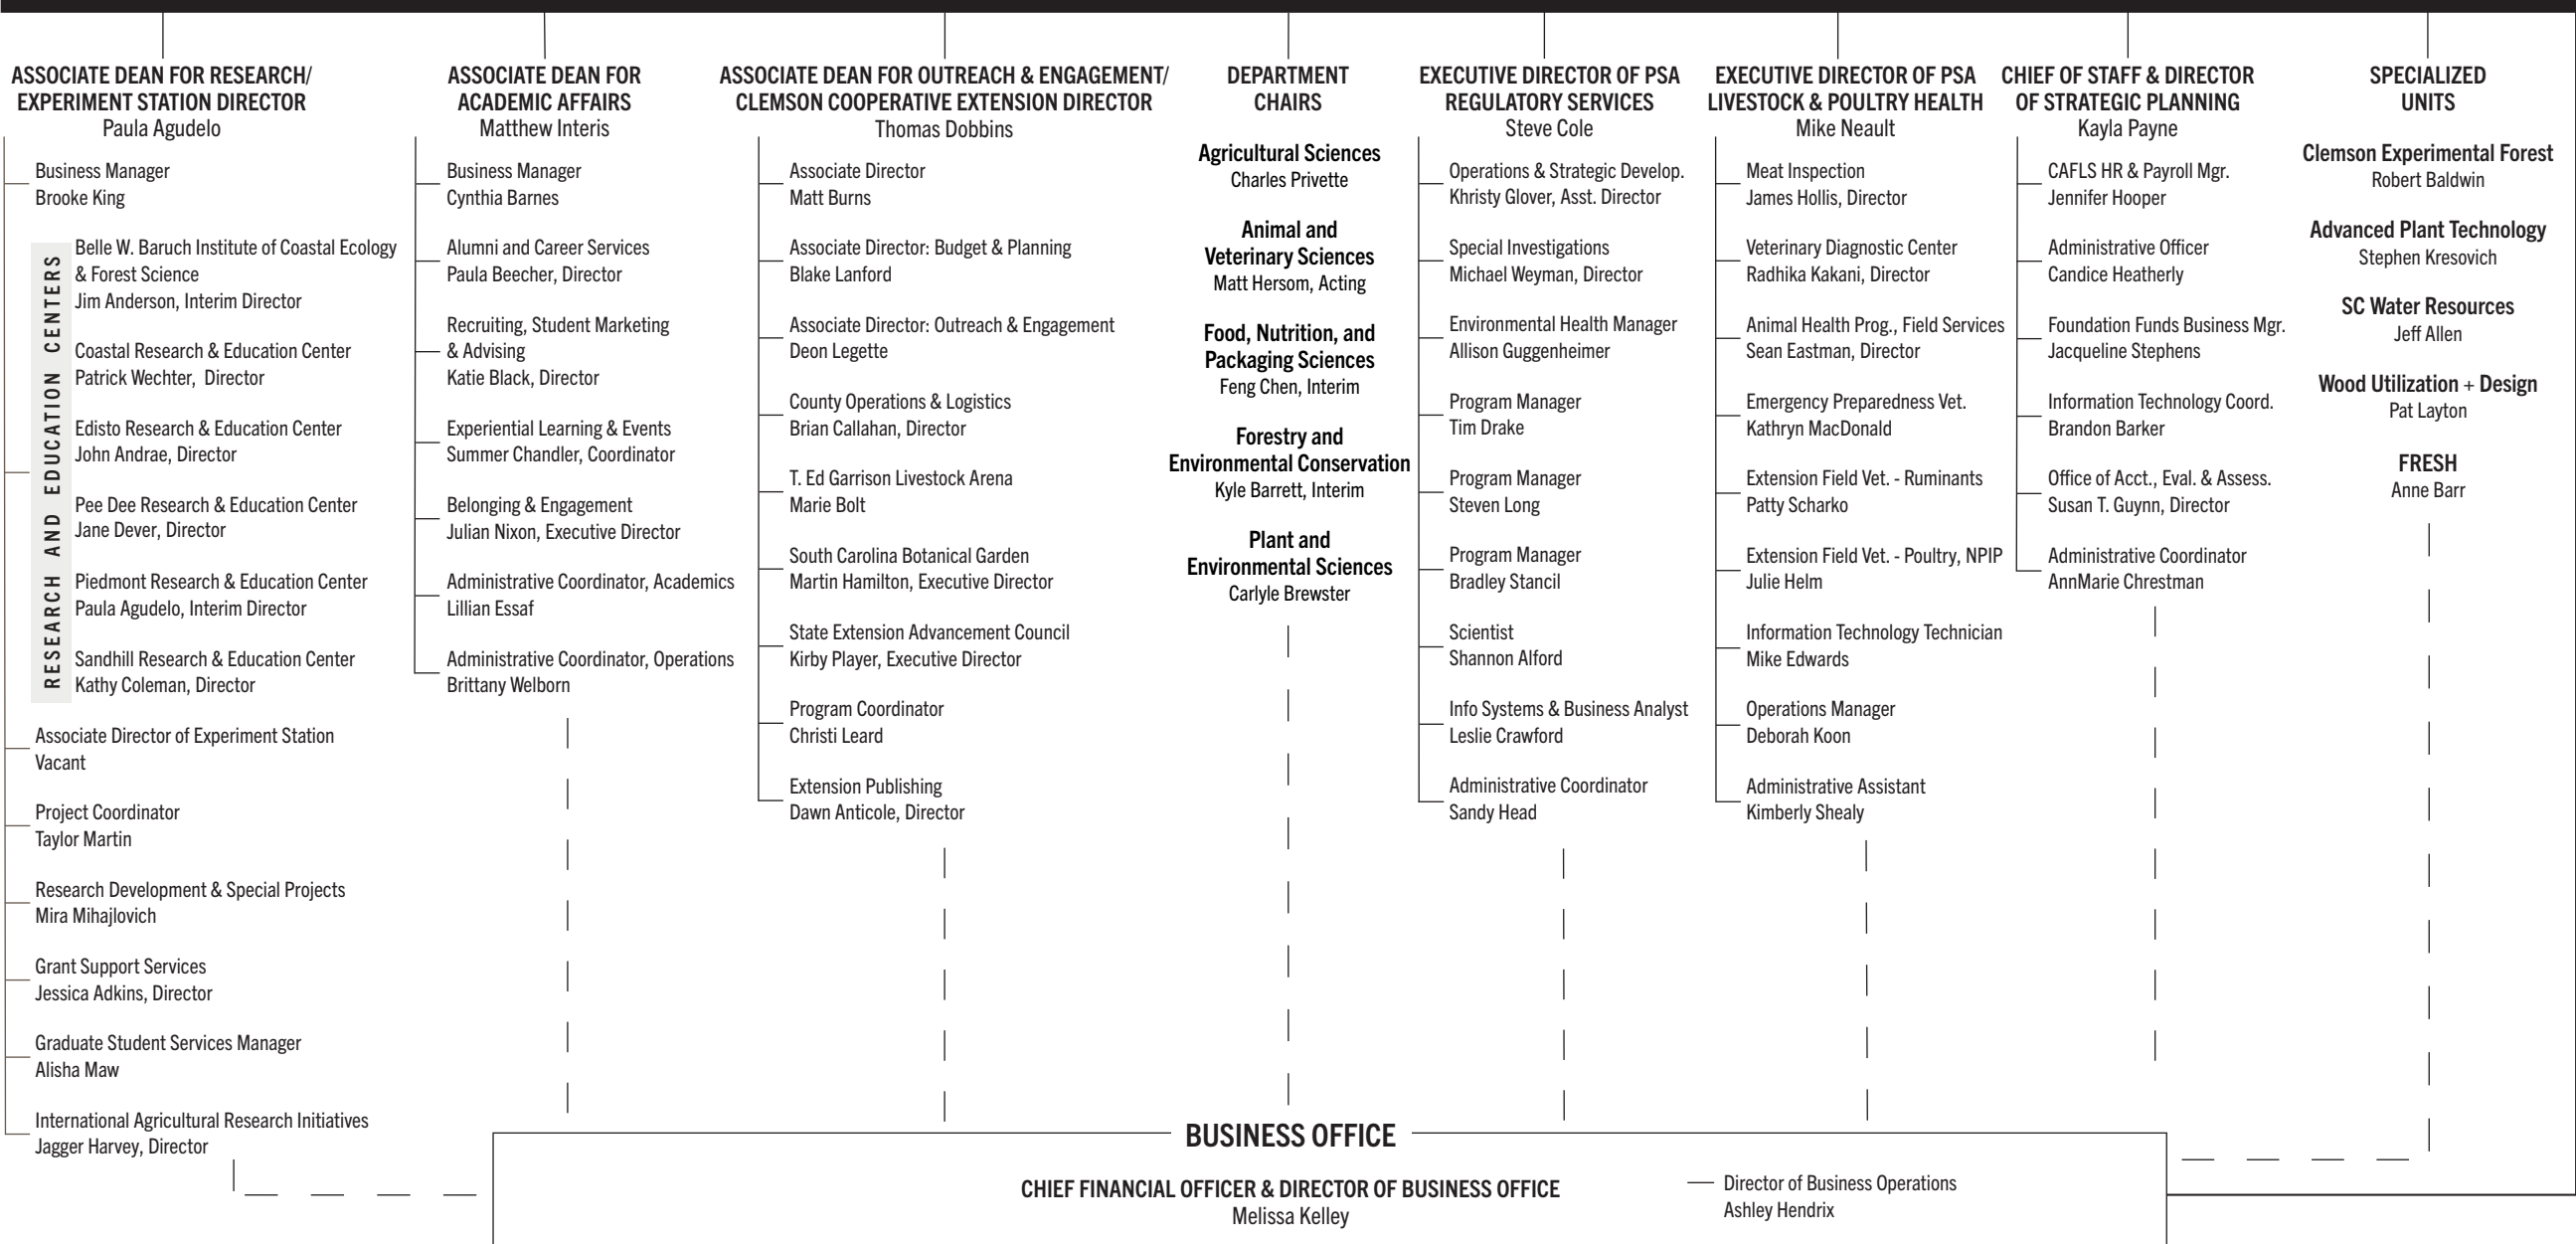 ASSOCIATE DEAN FOR RESEARCH/
EXPERIMENT STATION DIRECTOR
Paula Agudelo
Business Manager
Brooke King
RESEARCH AND EDUCATION CENTERS
Belle W. Baruch Institute of Coastal Ecology
& Forest Science
Jim Anderson, Interim Director
Coastal Research & Education Center
Patrick Wechter, Director
Edisto Research & Education Center
John Andrae, Director
Pee Dee Research & Education Center
Jane Dever, Director
Piedmont Research & Education Center
Paula Agudelo, Interim Director
Sandhill Research & Education Center
Kathy Coleman, Director
Associate Director of Experiment Station
Vacant
Project Coordinator
Taylor Martin
Research Development & Special Projects
Mira Mihajlovich
Grant Support Services
Jessica Adkins, Director
Graduate Student Services Manager
Alisha Maw
International Agricultural Research Initiatives
Jagger Harvey, Director
ASSOCIATE DEAN FOR
ACADEMIC AFFAIRS
Matthew Interis
Business Manager
Cynthia Barnes
Alumni and Career Services
Paula Beecher, Director
Recruiting, Student Marketing
& Advising
Katie Black, Director
Experiential Learning & Events
Summer Chandler, Coordinator
Belonging & Engagement
Julian Nixon, Executive Director
Administrative Coordinator, Academics
Lillian Essaf
Administrative Coordinator, Operations
Brittany Welborn
ASSOCIATE DEAN FOR OUTREACH & ENGAGEMENT/
CLEMSON COOPERATIVE EXTENSION DIRECTOR
Thomas Dobbins
Associate Director
Matt Burns
Associate Director: Budget & Planning
Blake Lanford
Associate Director: Outreach & Engagement
Deon Legette
County Operations & Logistics
Brian Callahan, Director
T. Ed Garrison Livestock Arena
Marie Bolt
South Carolina Botanical Garden
Martin Hamilton, Executive Director
State Extension Advancement Council
Kirby Player, Executive Director
Program Coordinator
Christi Leard
Extension Publishing
Dawn Anticole, Director
DEPARTMENT
CHAIRS
Agricultural Sciences
Charles Privette
Animal and
Veterinary Sciences
Matt Hersom, Acting
Food, Nutrition, and
Packaging Sciences
Feng Chen, Interim
Forestry and
Environmental Conservation
Kyle Barrett, Interim
Plant and
Environmental Sciences
Carlyle Brewster
EXECUTIVE DIRECTOR OF PSA
REGULATORY SERVICES
Steve Cole
Operations & Strategic Develop.
Khristy Glover, Asst. Director
Special Investigations
Michael Weyman, Director
Environmental Health Manager
Allison Guggenheimer
Program Manager
Tim Drake
Program Manager
Steven Long
Program Manager
Bradley Stancil
Scientist
Shannon Alford
Info Systems & Business Analyst
Leslie Crawford
Administrative Coordinator
Sandy Head
EXECUTIVE DIRECTOR OF PSA
LIVESTOCK & POULTRY HEALTH
Mike Neault
Meat Inspection
James Hollis, Director
Veterinary Diagnostic Center
Radhika Kakani, Director
Animal Health Prog., Field Services
Sean Eastman, Director
Emergency Preparedness Vet.
Kathryn MacDonald
Extension Field Vet. - Ruminants
Patty Scharko
Extension Field Vet. - Poultry, NPIP
Julie Helm
Information Technology Technician
Mike Edwards
Operations Manager
Deborah Koon
Administrative Assistant
Kimberly Shealy
CHIEF OF STAFF & DIRECTOR
OF STRATEGIC PLANNING
Kayla Payne
CAFLS HR & Payroll Mgr.
Jennifer Hooper
Administrative Officer
Candice Heatherly
Foundation Funds Business Mgr.
Jacqueline Stephens
Information Technology Coord.
Brandon Barker
Office of Acct., Eval. & Assess.
Susan T. Guynn, Director
Administrative Coordinator
AnnMarie Chrestman
SPECIALIZED
UNITS
Clemson Experimental Forest
Robert Baldwin
Advanced Plant Technology
Stephen Kresovich
SC Water Resources
Jeff Allen
Wood Utilization + Design
Pat Layton
FRESH
Anne Barr
BUSINESS OFFICE
CHIEF FINANCIAL OFFICER & DIRECTOR OF BUSINESS OFFICE
Melissa Kelley
Director of Business Operations
Ashley Hendrix